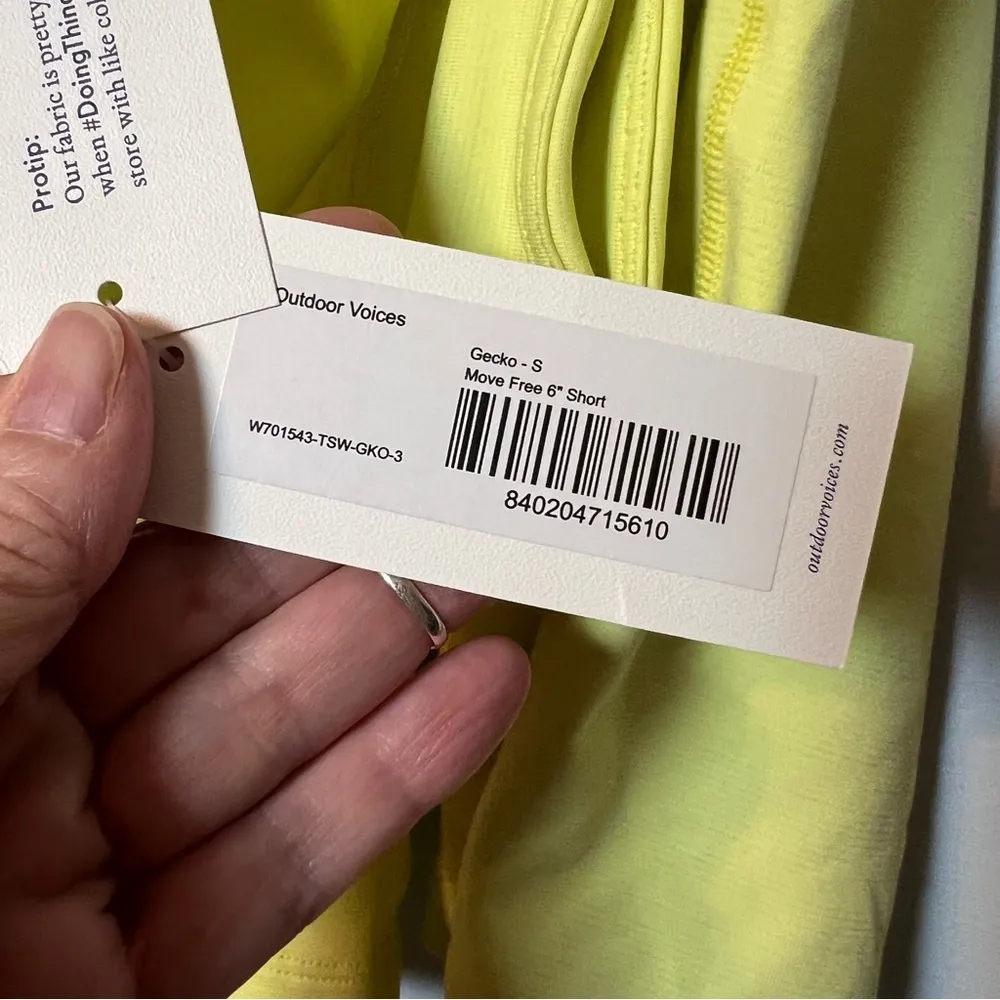 Protip:
Our fabric is pretty
when #DoingThin
store with like
Outdoor Voices
Gecko - S
Move Free 6" Short
W701543-TSW-GKO-3
840204715610
outdoorvoices.com